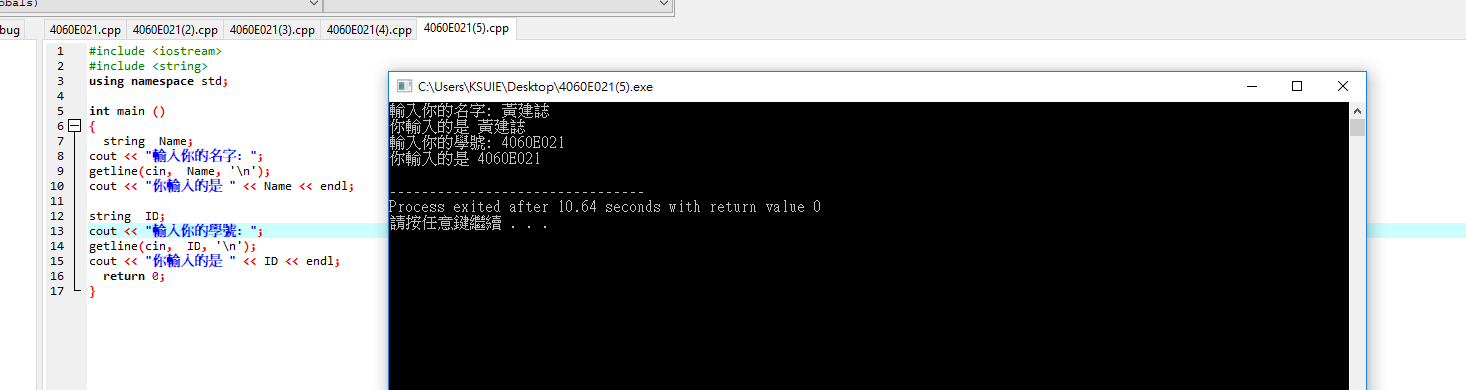 obals)
bug 4060E021.cpp 4060E021(2).cpp 4060E021(3).cpp 4060E021(4).cpp 4060E021(5).cpp
1 #include <iostream>
2 #include <string>
3 using namespace std;
4
5 int main ()
6 {
7 string Name;
8 cout << "輸入你的名字: ";
9 getline(cin, Name, '\n');
10 cout << "你輸入的是 " << Name << endl;
11
12 string ID;
13 cout << "輸入你的學號: ";
14 getline(cin, ID, '\n');
15 cout << "你輸入的是 " << ID << endl;
16 return 0;
17 }
C:\Users\KSUIE\Desktop\4060E021(5).exe
輸入你的名字: 黃建誌
你輸入的是 黃建誌
輸入你的學號: 4060E021
你輸入的是 4060E021
--------------------------------
Process exited after 10.64 seconds with return value 0
請按任意鍵繼續 . . .